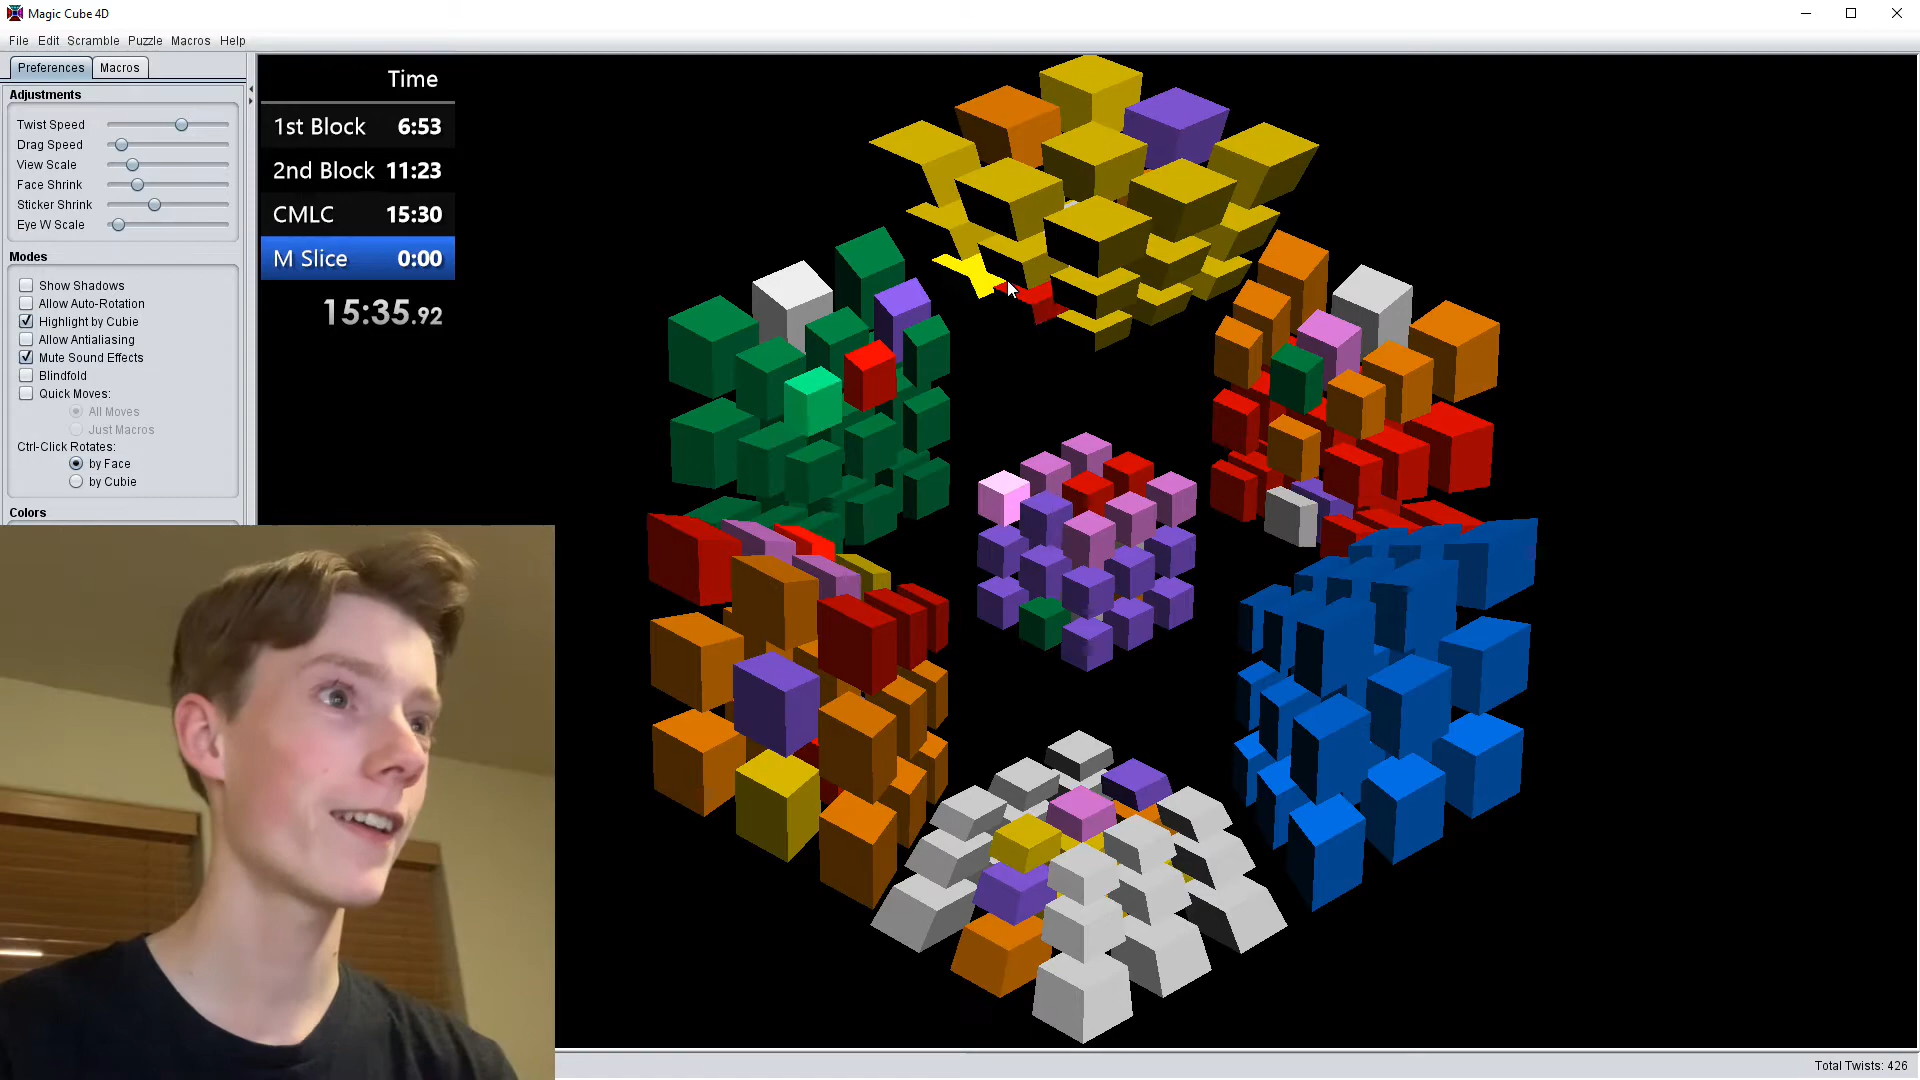 Magic Cube 4D
File Edit Scramble Puzzle Macros Help
Preferences Macros
Adjustments
Twist Speed
Drag Speed
View Scale
Face Shrink
Sticker Shrink
Eye W Scale
Modes
Show Shadows
Allow Auto-Rotation
Highlight by Cubie
Allow Antialiasing
Mute Sound Effects
Blindfold
Quick Moves:
All Moves
Just Macros
Ctrl-Click Rotates:
by Face
by Cubie
Colors
Time
1st Block 6:53
2nd Block 11:23
CMLC 15:30
M Slice 0:00
15:35.92
Total Twists: 426